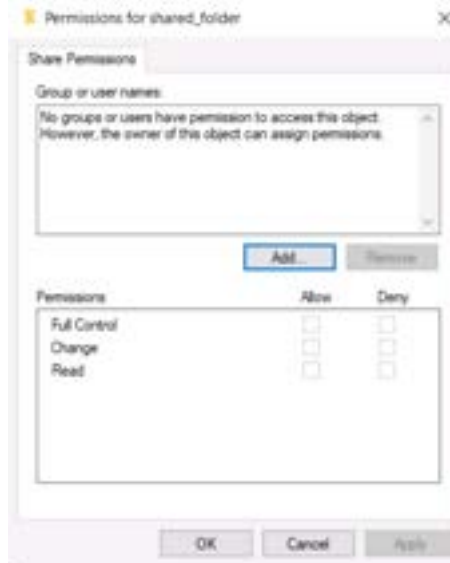 Permissions for shared_folder
Share Permissions
Group or user names:
No groups or users have permission to access this object.
However, the owner of this object can assign permissions.
Add...
Remove
Permissions
Allow
Deny
Full Control
Change
Read
OK
Cancel
Apply